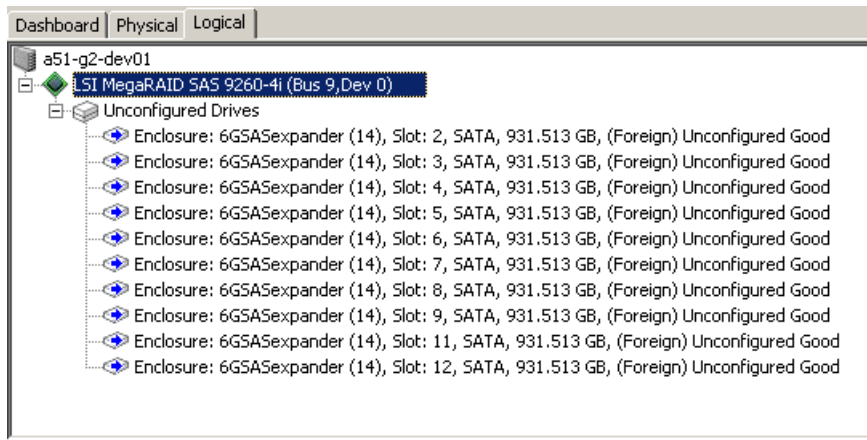 Dashboard Physical Logical
a51-g2-dev01
LSI MegaRAID SAS 9260-4i (Bus 9,Dev 0)
Unconfigured Drives
Enclosure: 6GSASexpander (14), Slot: 2, SATA, 931.513 GB, (Foreign) Unconfigured Good
Enclosure: 6GSASexpander (14), Slot: 3, SATA, 931.513 GB, (Foreign) Unconfigured Good
Enclosure: 6GSASexpander (14), Slot: 4, SATA, 931.513 GB, (Foreign) Unconfigured Good
Enclosure: 6GSASexpander (14), Slot: 5, SATA, 931.513 GB, (Foreign) Unconfigured Good
Enclosure: 6GSASexpander (14), Slot: 6, SATA, 931.513 GB, (Foreign) Unconfigured Good
Enclosure: 6GSASexpander (14), Slot: 7, SATA, 931.513 GB, (Foreign) Unconfigured Good
Enclosure: 6GSASexpander (14), Slot: 8, SATA, 931.513 GB, (Foreign) Unconfigured Good
Enclosure: 6GSASexpander (14), Slot: 9, SATA, 931.513 GB, (Foreign) Unconfigured Good
Enclosure: 6GSASexpander (14), Slot: 11, SATA, 931.513 GB, (Foreign) Unconfigured Good
Enclosure: 6GSASexpander (14), Slot: 12, SATA, 931.513 GB, (Foreign) Unconfigured Good